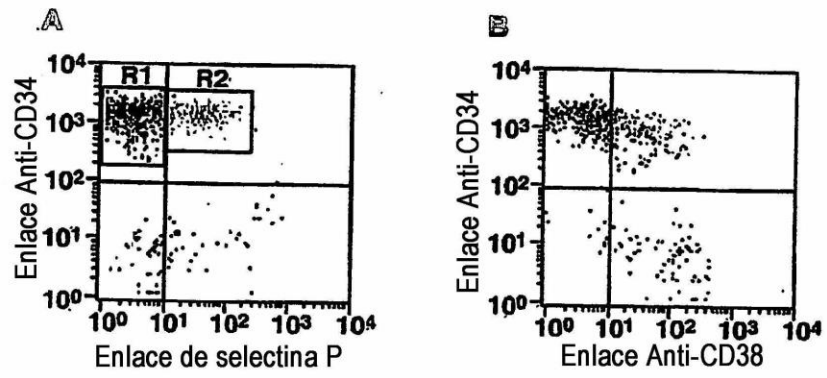 A
Enlace Anti-CD34
10⁴
10³
10²
10¹
10⁰
R1 R2
10⁰ 10¹ 10² 10³ 10⁴
Enlace de selectina P
B
Enlace Anti-CD34
10⁴
10³
10²
10¹
10⁰
10⁰ 10¹ 10² 10³ 10⁴
Enlace Anti-CD38